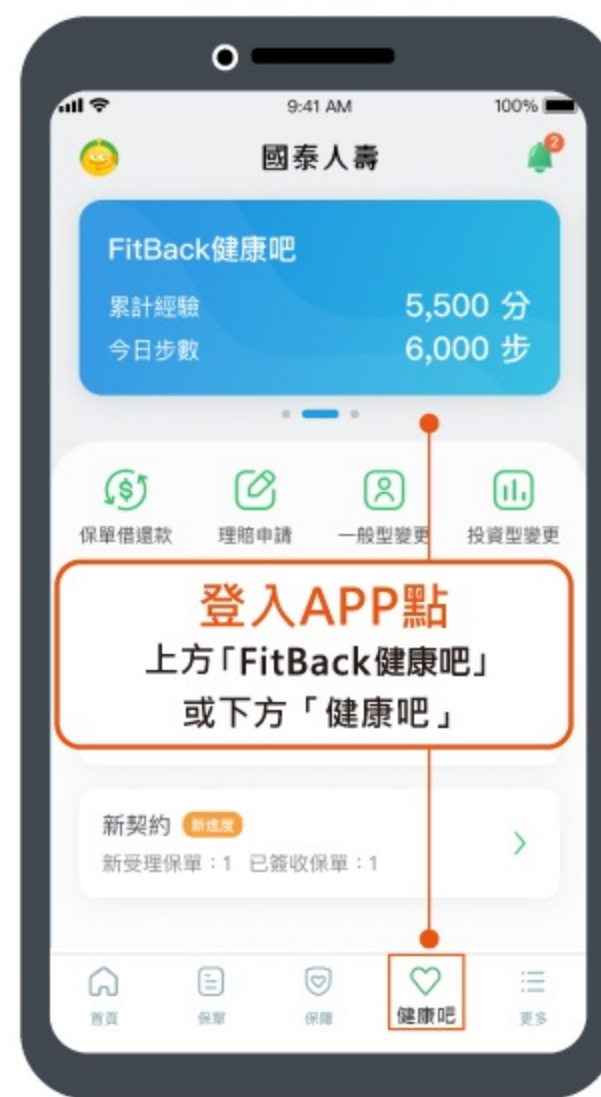 9:41 AM
100%
國泰人壽
2
FitBack健康吧
累計經驗 5,500 分
今日步數 6,000 步
保單借還款 理賠申請 一般型變更 投資型變更
登入APP點
上方「FitBack健康吧」
或下方「健康吧」
新契約 新進度
新受理保單：1 已簽收保單：1
首頁 保單 保障 健康吧 更多